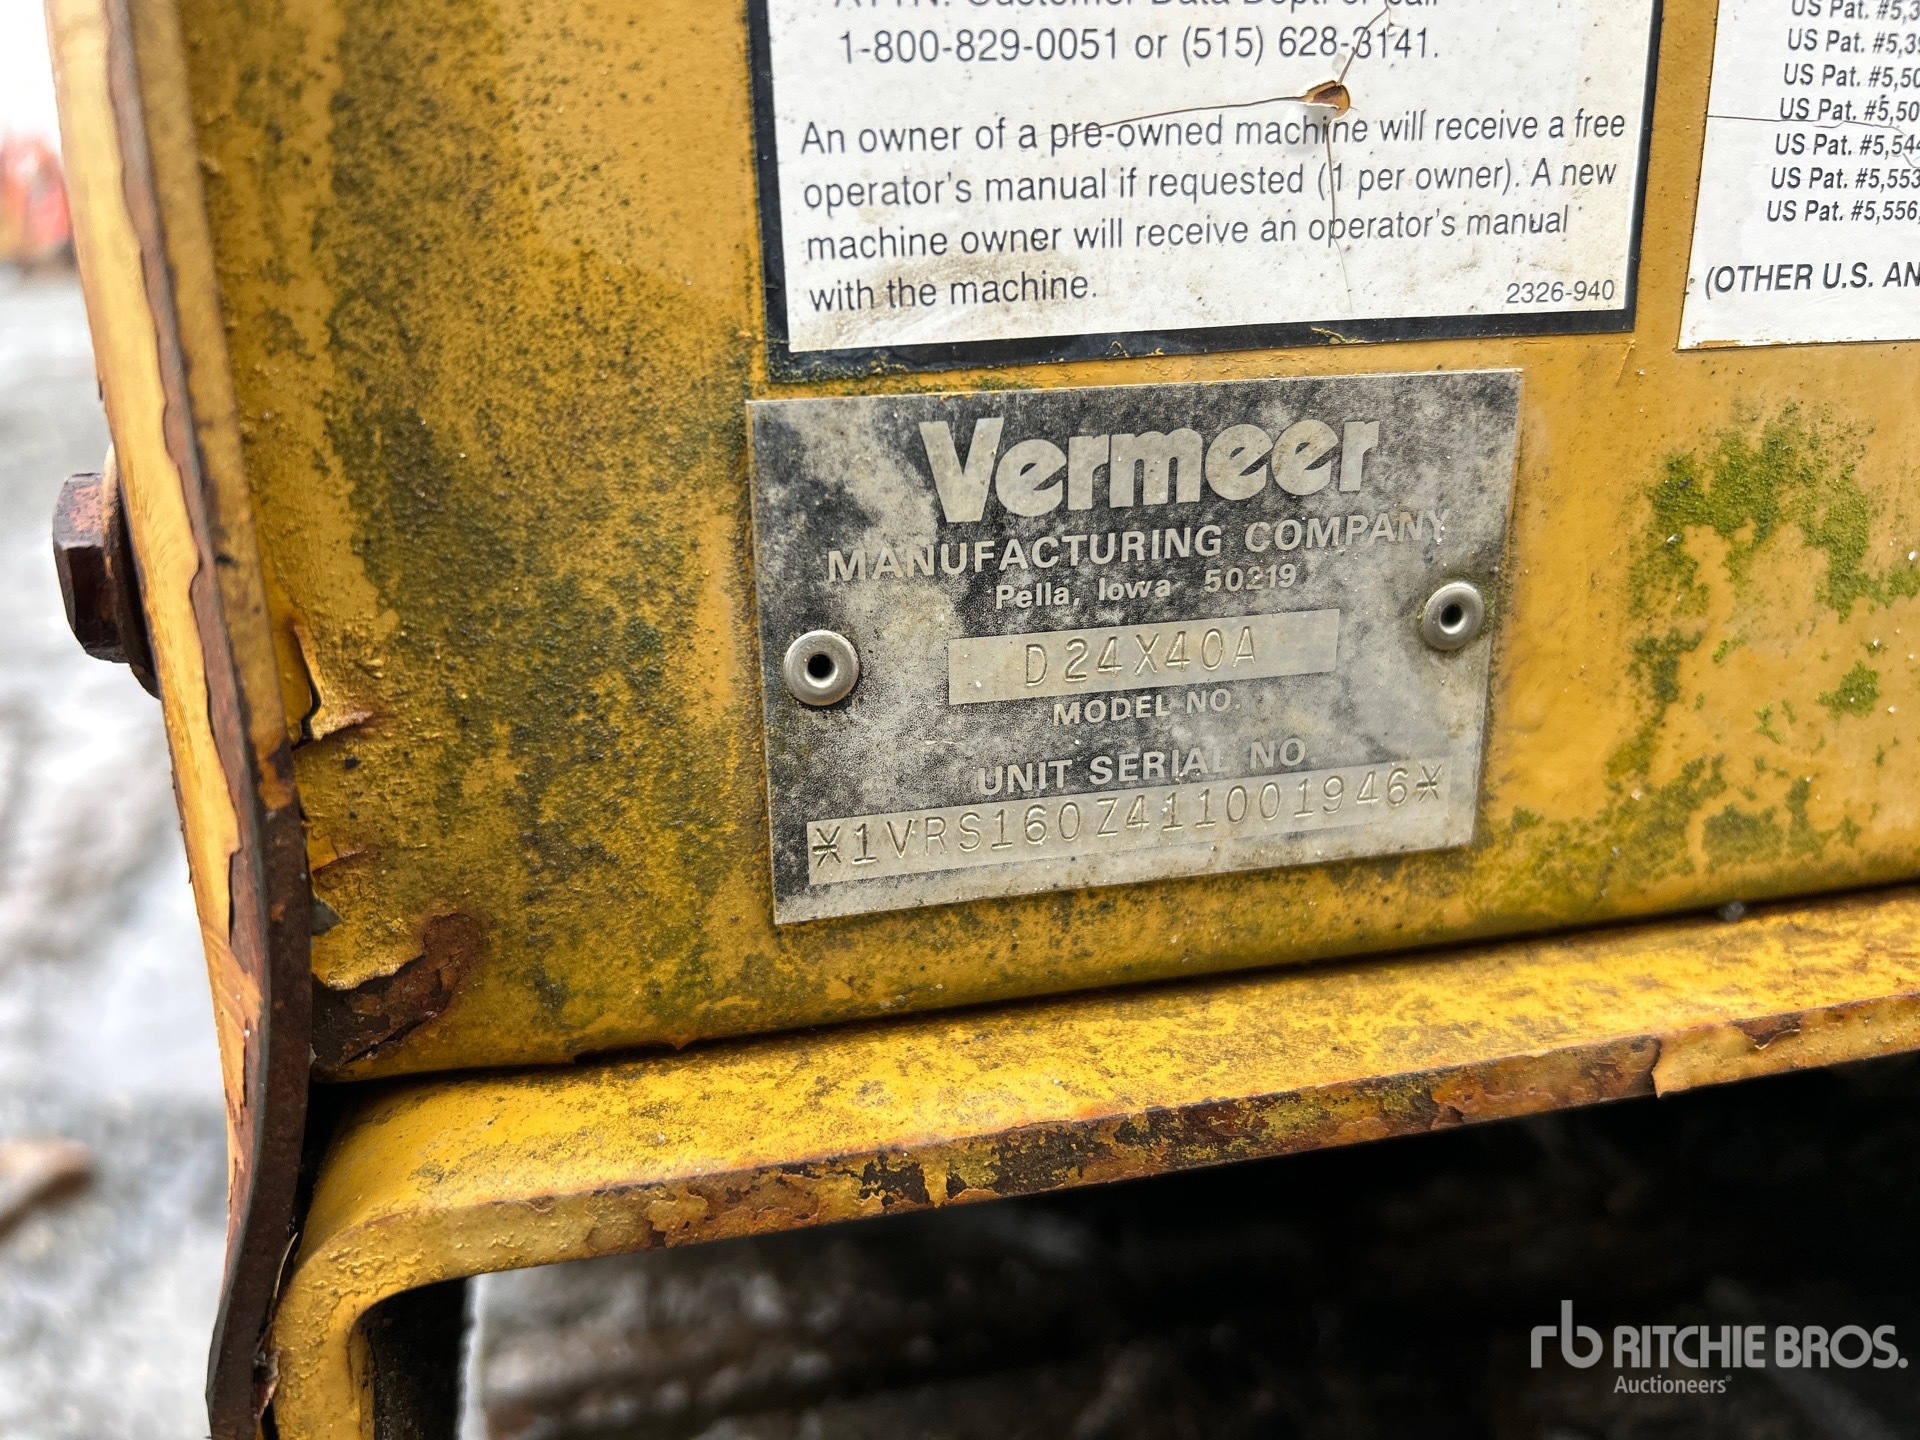 1-800-829-0051 or (515) 628-3141.
An owner of a pre-owned machine will receive a free
operator's manual if requested (1 per owner). A new
machine owner will receive an operator's manual
with the machine.
2326-940
US Pat. #5,3
US Pat. #5,39
US Pat. #5,50
US Pat. #5,50
US Pat. #5,544
US Pat. #5,553
US Pat. #5,556,
(OTHER U.S. AN
Vermeer
MANUFACTURING COMPANY
Pella, Iowa 50219
D24X40A
MODEL NO.
UNIT SERIAL NO.
*1VRS160Z411001946*
rb RITCHIE BROS.
Auctioneers